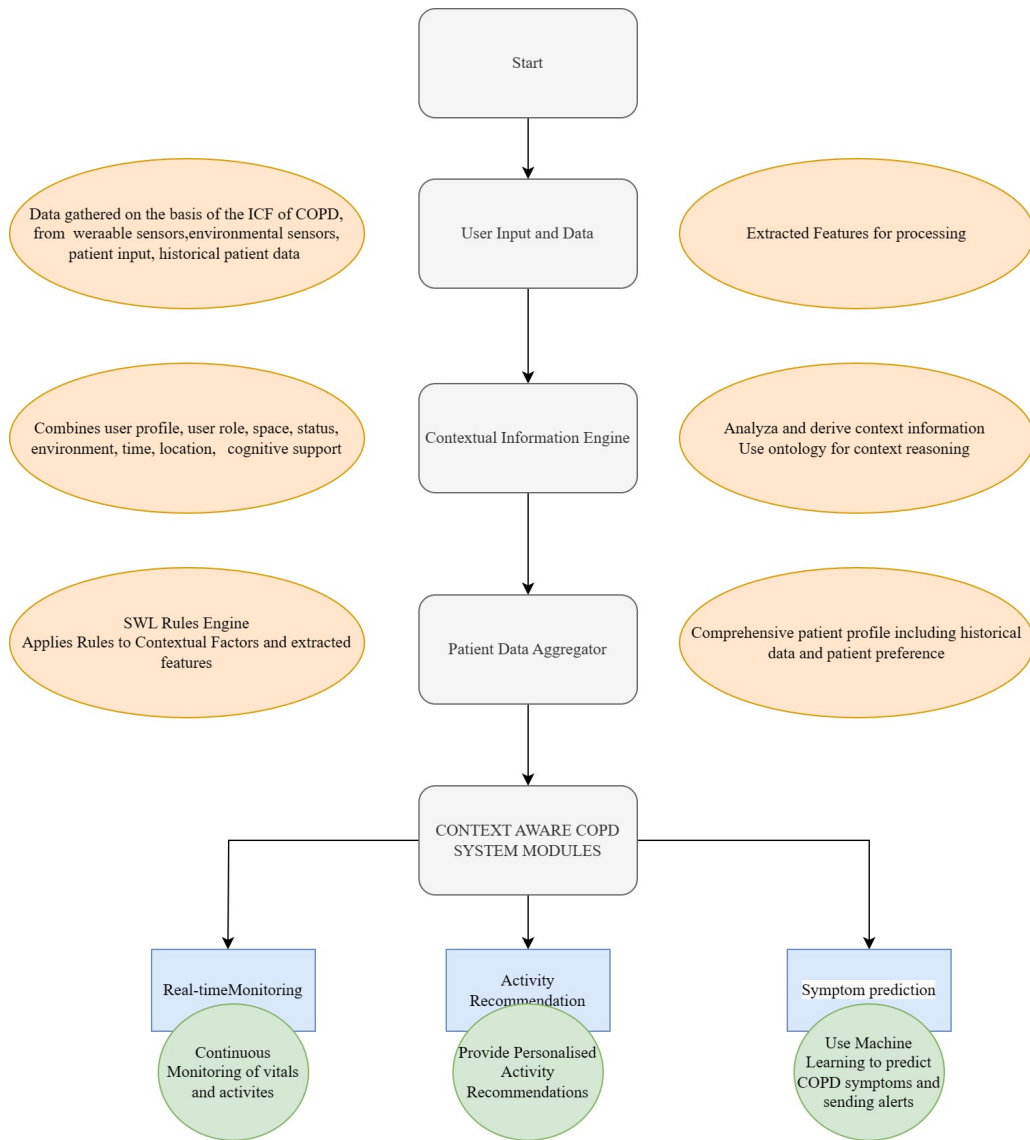 Start
Data gathered on the basis of the ICF of COPD,
from weraable sensors,environmental sensors,
patient input, historical patient data
User Input and Data
Extracted Features for processing
Combines user profile, user role, space, status,
environment, time, location, cognitive support
Contextual Information Engine
Analyza and derive context information
Use ontology for context reasoning
SWL Rules Engine
Applies Rules to Contextual Factors and extracted
features
Patient Data Aggregator
Comprehensive patient profile including historical
data and patient preference
CONTEXT AWARE COPD
SYSTEM MODULES
Real-timeMonitoring
Activity
Recommendation
Symptom prediction
Continuous
Monitoring of vitals
and activites
Provide Personalised
Activity
Recommendations
Use Machine
Learning to predict
COPD symptoms and
sending alerts